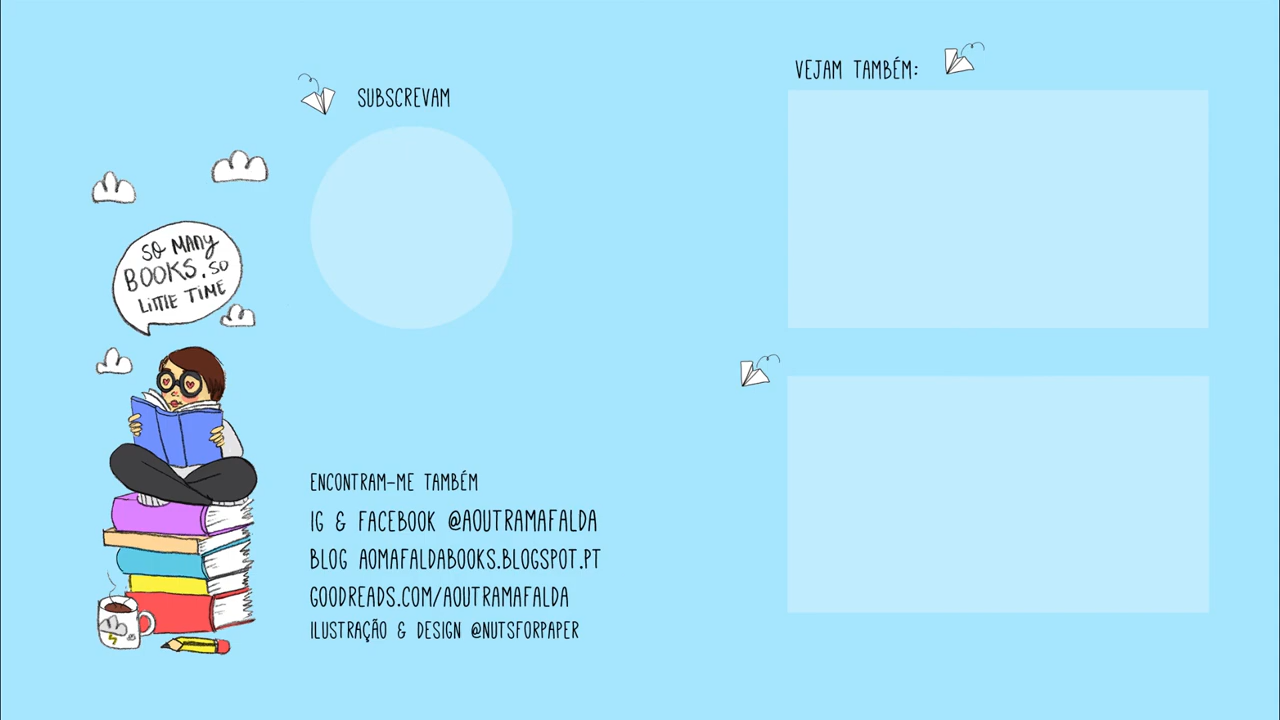 SUBSCREVAM
VEJAM TAMBÉM:
SO MANY
BOOKS, SO
LITTLE TIME
ENCONTRAM-ME TAMBÉM
IG & FACEBOOK @AOUTRAMAFALDA
BLOG AOMAFALDABOOKS.BLOGSPOT.PT
GOODREADS.COM/AOUTRAMAFALDA
ILUSTRAÇÃO & DESIGN @NUTSFORPAPER